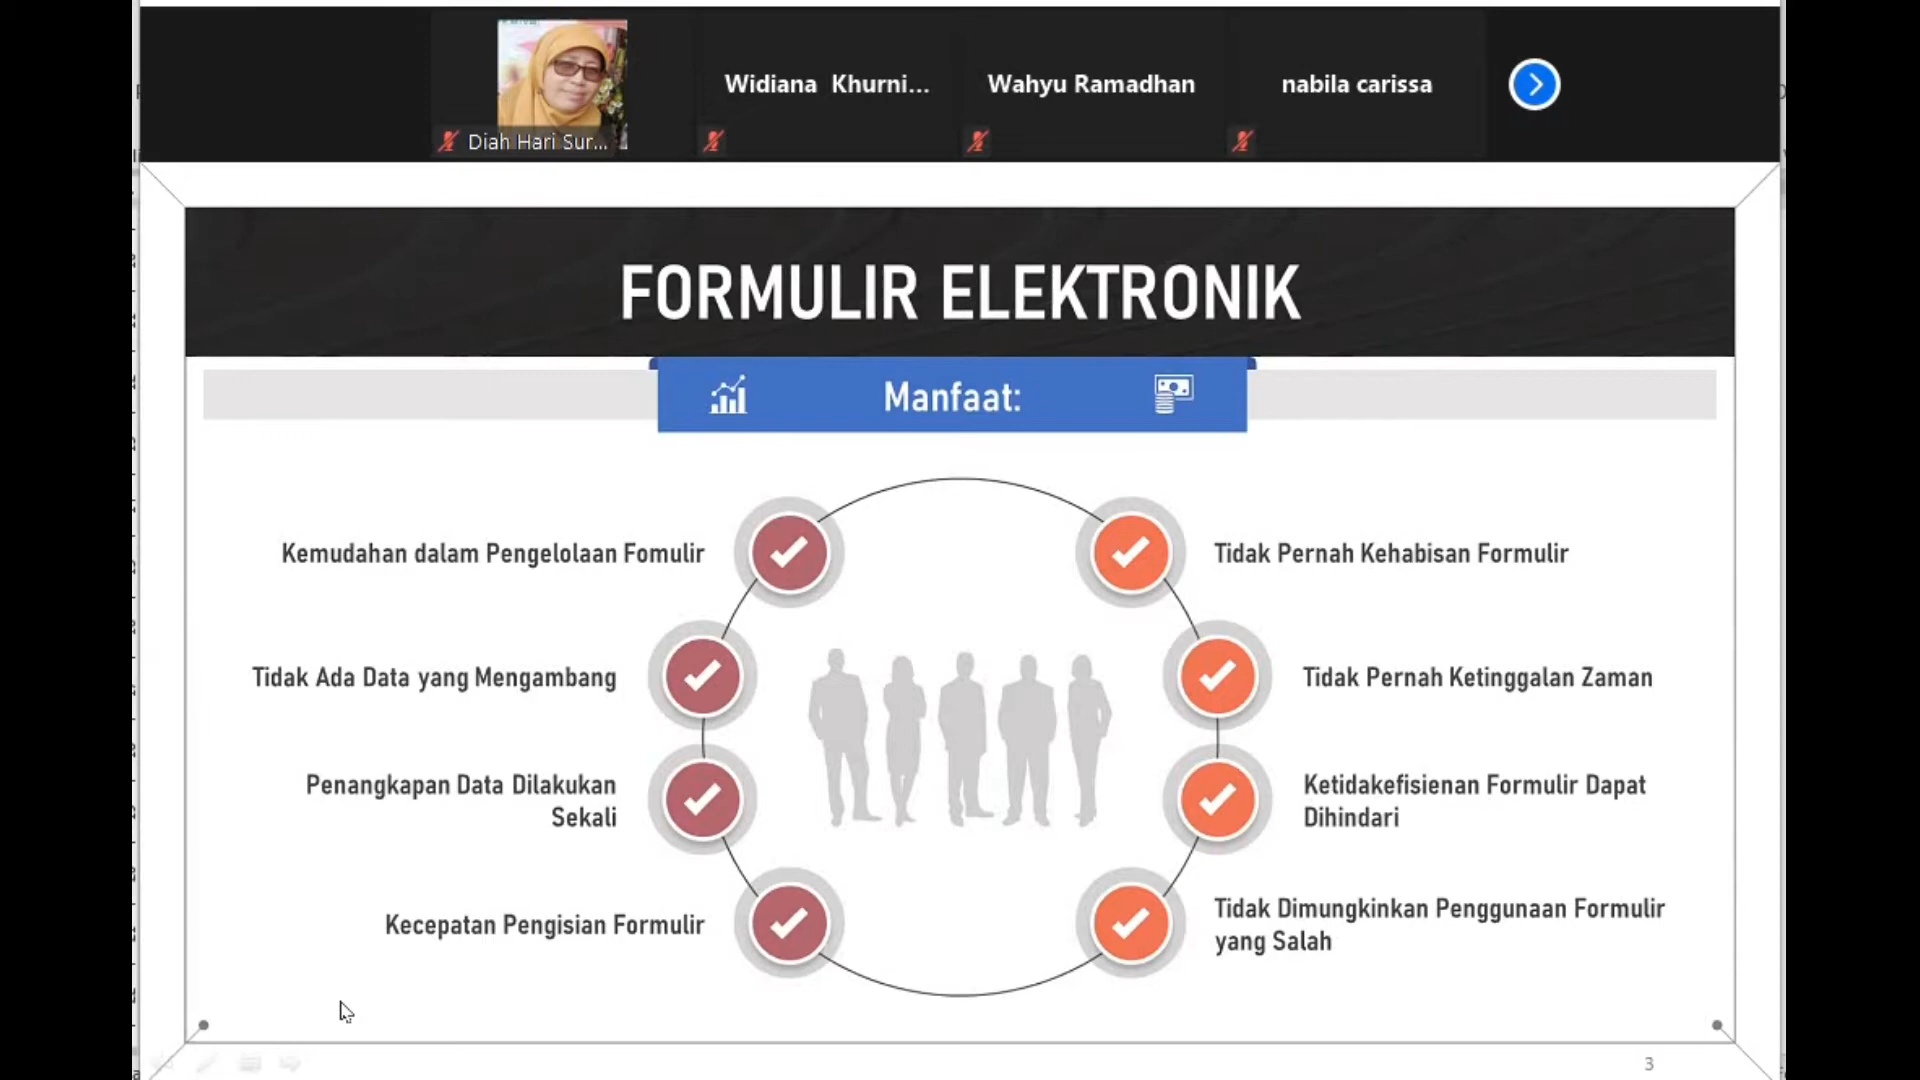 Diah Hari Sur...
Widiana Khurni...
Wahyu Ramadhan
nabila carissa
FORMULIR ELEKTRONIK
Manfaat:
Kemudahan dalam Pengelolaan Fomulir
Tidak Ada Data yang Mengambang
Penangkapan Data Dilakukan
Sekali
Kecepatan Pengisian Formulir
Tidak Pernah Kehabisan Formulir
Tidak Pernah Ketinggalan Zaman
Ketidakefisienan Formulir Dapat
Dihindari
Tidak Dimungkinkan Penggunaan Formulir
yang Salah
3